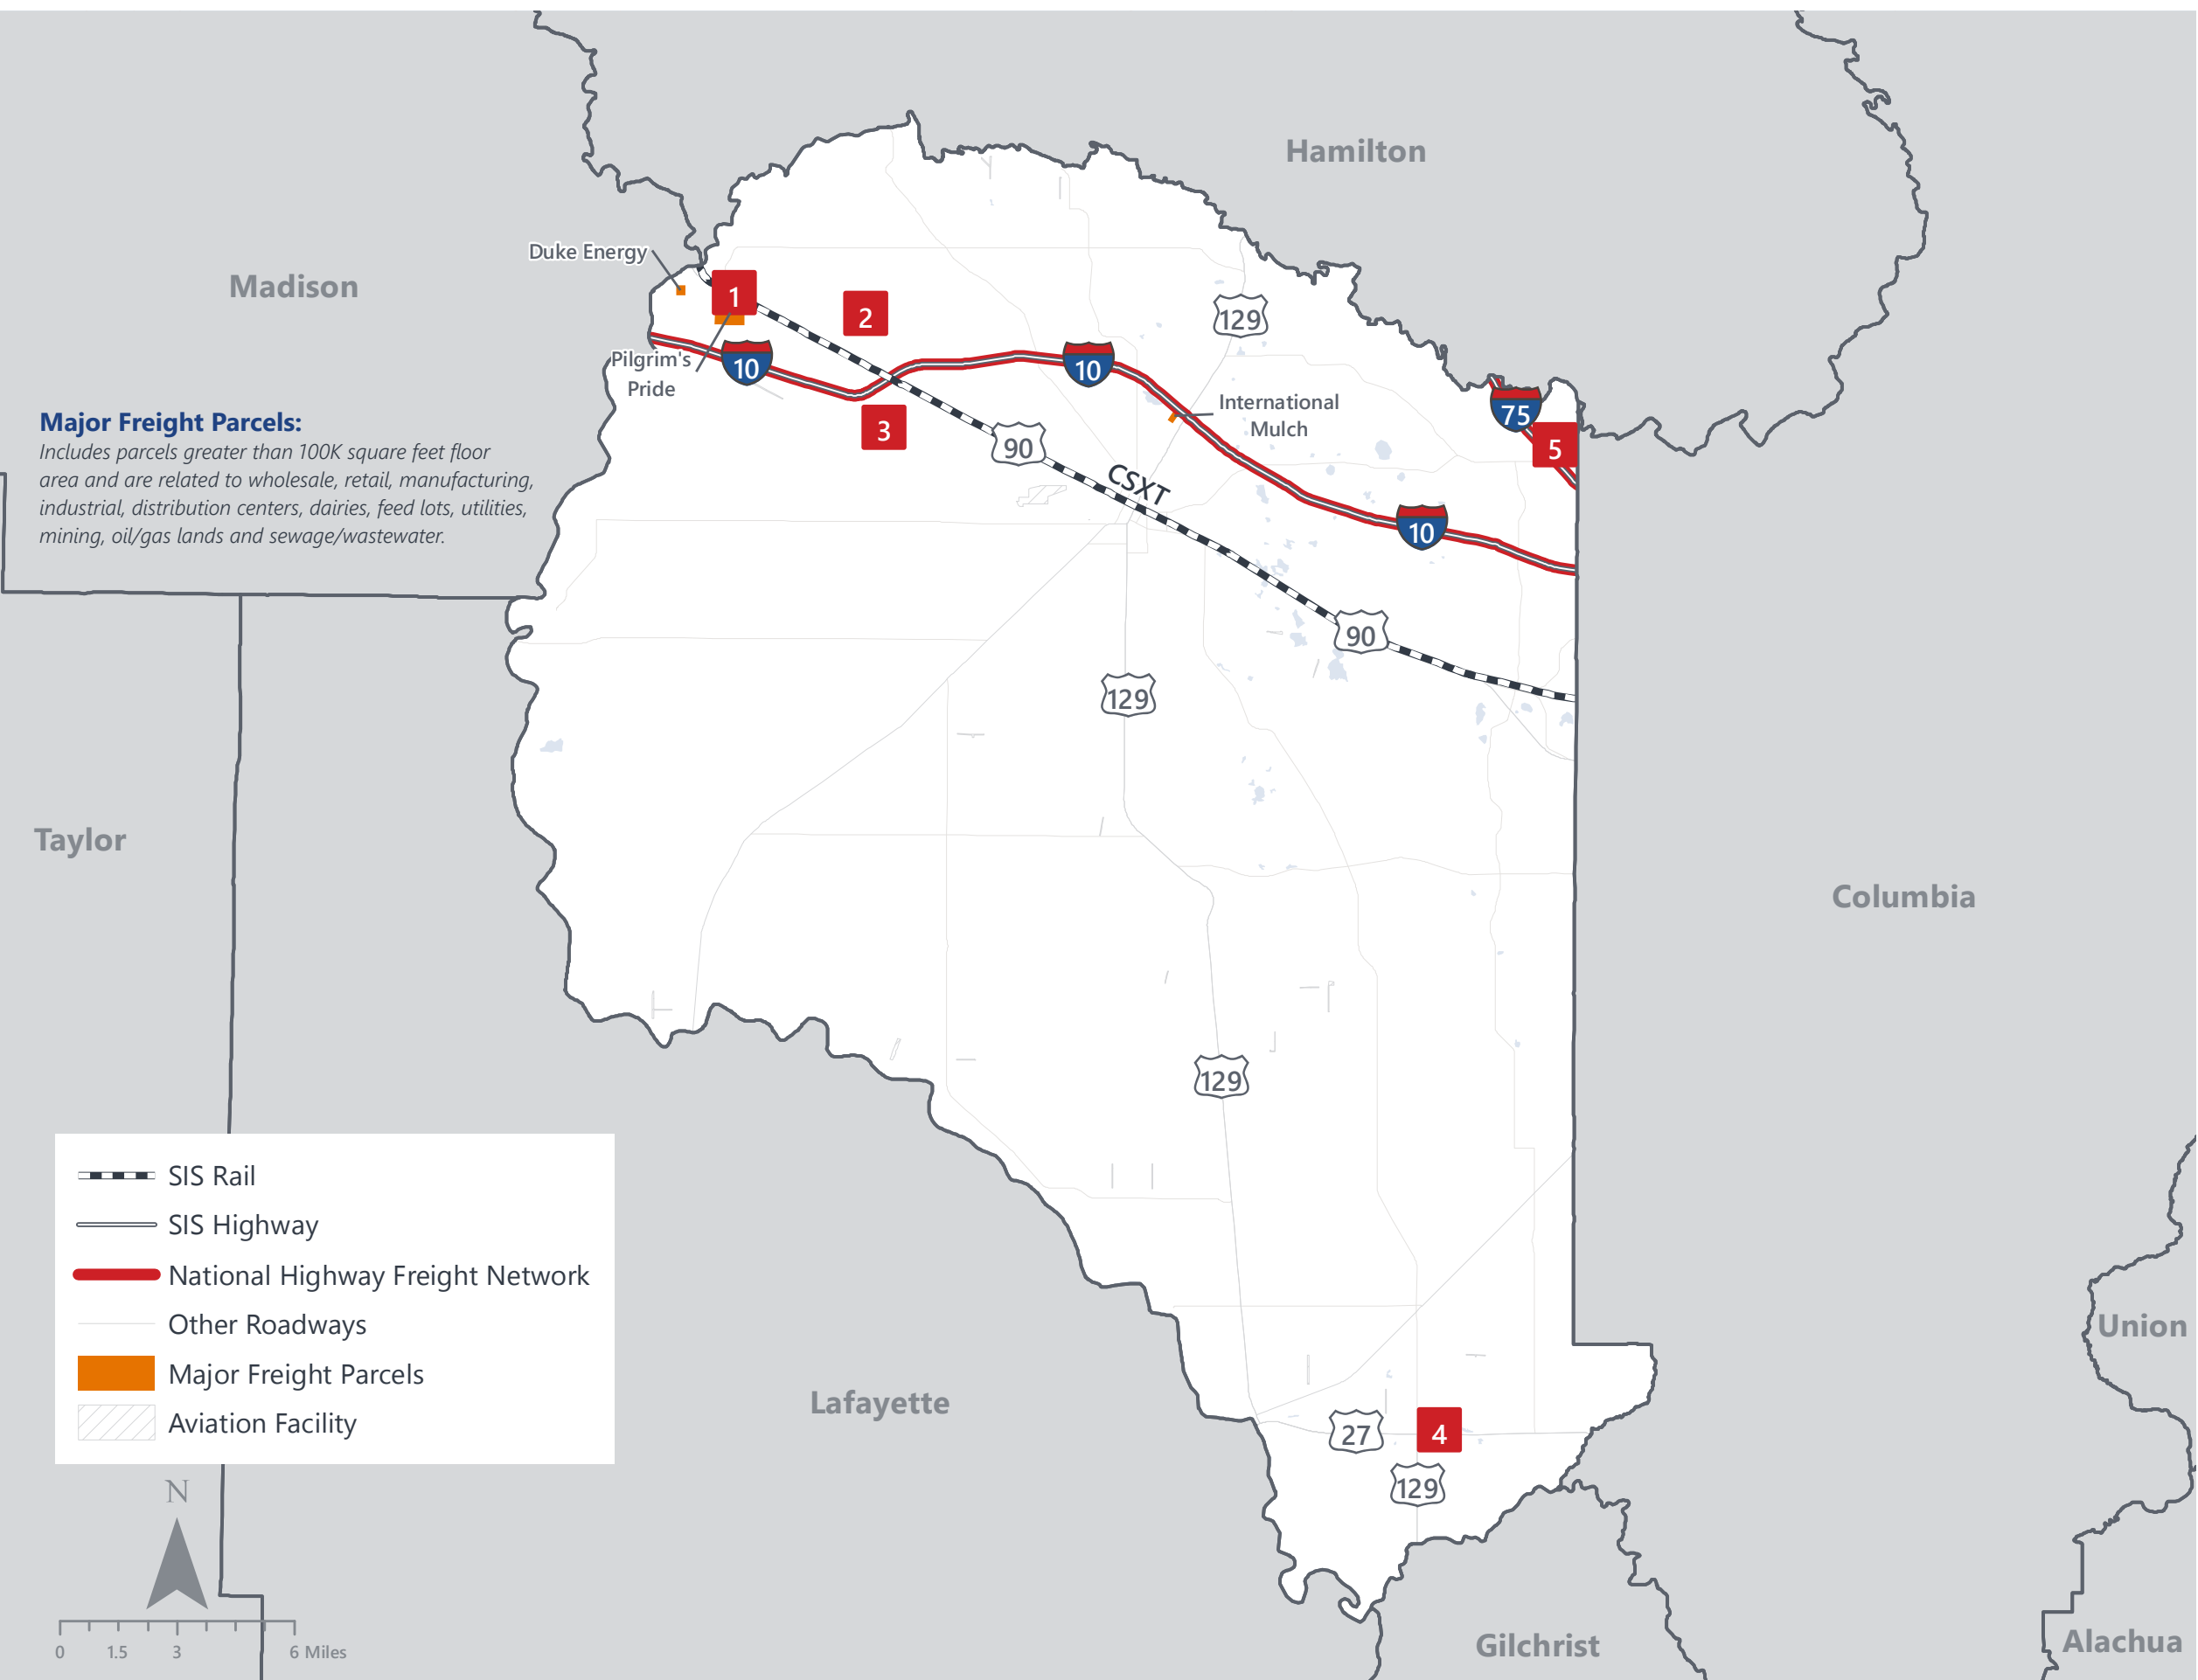 Hamilton
Madison
Duke Energy
1
2
129
Pilgrim's
Pride
10
10
International
Mulch
75
5
3
90
Major Freight Parcels:
Includes parcels greater than 100K square feet floor
area and are related to wholesale, retail, manufacturing,
industrial, distribution centers, dairies, feed lots, utilities,
mining, oil/gas lands and sewage/wastewater.
CSXT
10
90
129
Taylor
Columbia
129
SIS Rail
SIS Highway
National Highway Freight Network
Other Roadways
Major Freight Parcels
Aviation Facility
Union
Lafayette
27
4
129
N
0 1.5 3 6 Miles
Gilchrist
Alachua